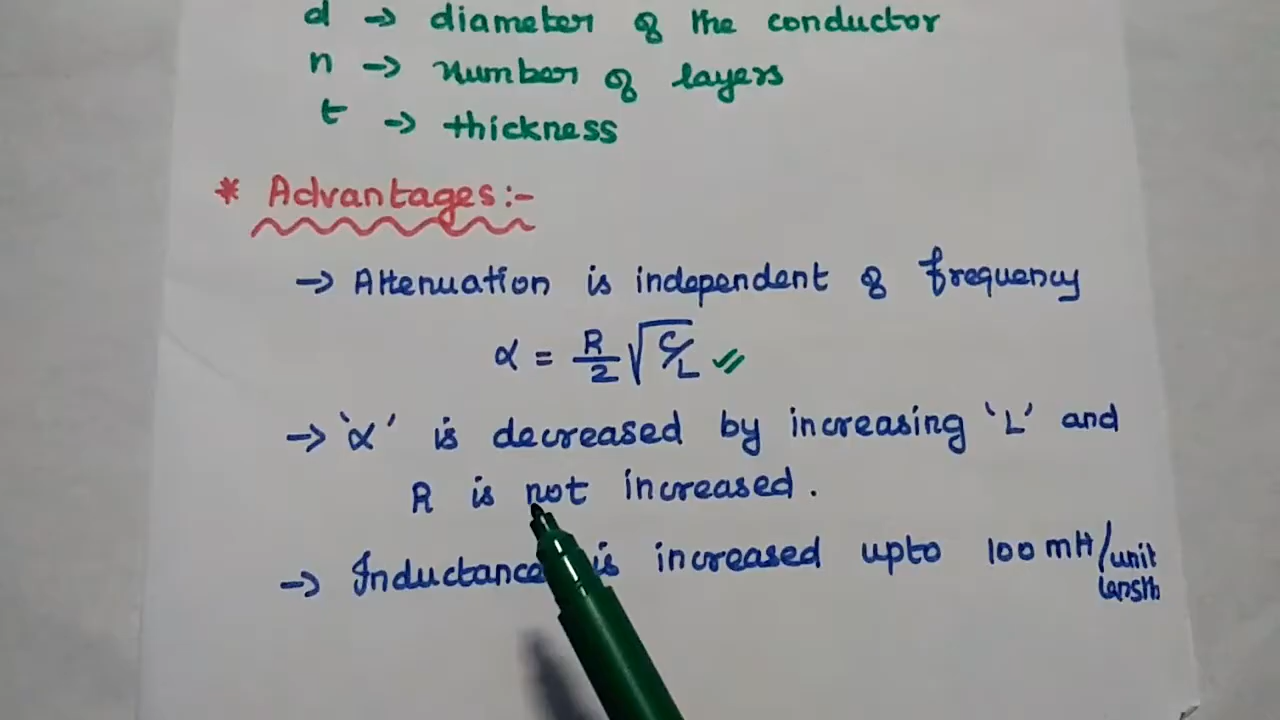 d → diameter of the conductor
n → number of layers
t → thickness
* Advantages:-
→ Attenuation is independent of frequency
α = R/2 √C/L
→ 'α' is decreased by increasing 'L' and
R is not increased.
→ Inductance is increased upto 100 mH/unit
length